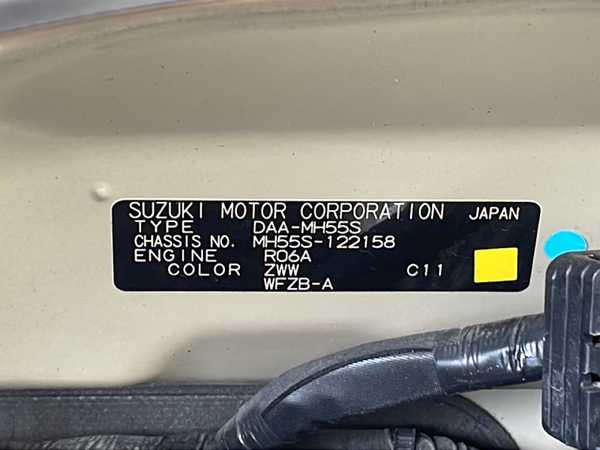 SUZUKI MOTOR CORPORATION JAPAN
TYPE DAA-MH55S
CHASSIS NO. MH55S-122158
ENGINE R06A
COLOR ZWW C11
WFZB-A